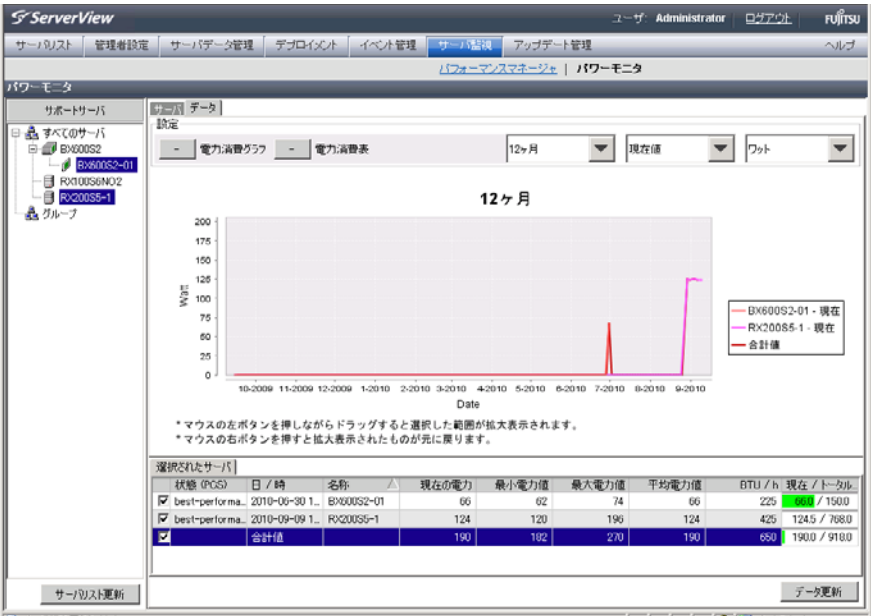 ServerView ユーザ: Administrator ログアウト FUJITSU
サーバリスト 管理者設定 サーバデータ管理 デプロイメント イベント管理 サーバ監視 アップデート管理 ヘルプ
パフォーマンスマネージャ | パワーモニタ
パワーモニタ
サポートサーバ
すべてのサーバ
BX600S2
BX600S2-01
RX100S6NO2
RX200S5-1
グループ
サーバリスト更新
サーバ データ
設定
- 電力消費グラフ - 電力消費表 12ヶ月 現在値 ワット
12ヶ月
200
175
150
125
100
75
50
25
0
Watt
10-2009 11-2009 12-2009 1-2010 2-2010 3-2010 4-2010 5-2010 6-2010 7-2010 8-2010 9-2010
Date
BX600S2-01 - 現在
RX200S5-1 - 現在
合計値
*マウスの左ボタンを押しながらドラッグすると選択した範囲が拡大表示されます。
*マウスの右ボタンを押すと拡大表示されたものが元に戻ります。
選択されたサーバ
状態 (PCS) 日 / 時 名称 現在の電力 最小電力値 最大電力値 平均電力値 BTU / h 現在 / トータル...
best-performa... 2010-06-30 1... BX600S2-01 66 62 74 66 225 66.0 / 150.0
best-performa... 2010-09-09 1... RX200S5-1 124 120 196 124 425 124.5 / 768.0
合計値 190 182 270 190 650 190.0 / 918.0
データ更新